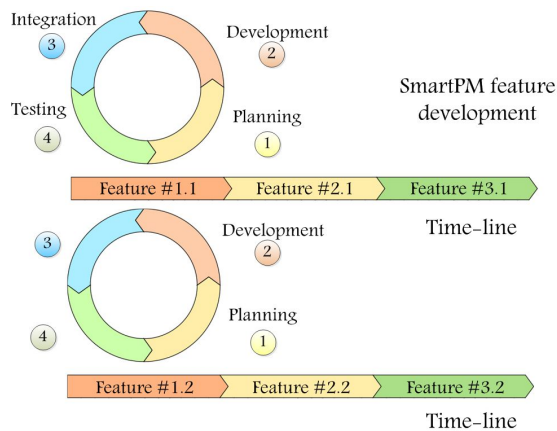 Integration
3
Development
2
SmartPM feature
development
Testing
4
Planning
1
Feature #1.1 Feature #2.1 Feature #3.1
Time-line
3
Development
2
Planning
1
4
Feature #1.2 Feature #2.2 Feature #3.2
Time-line